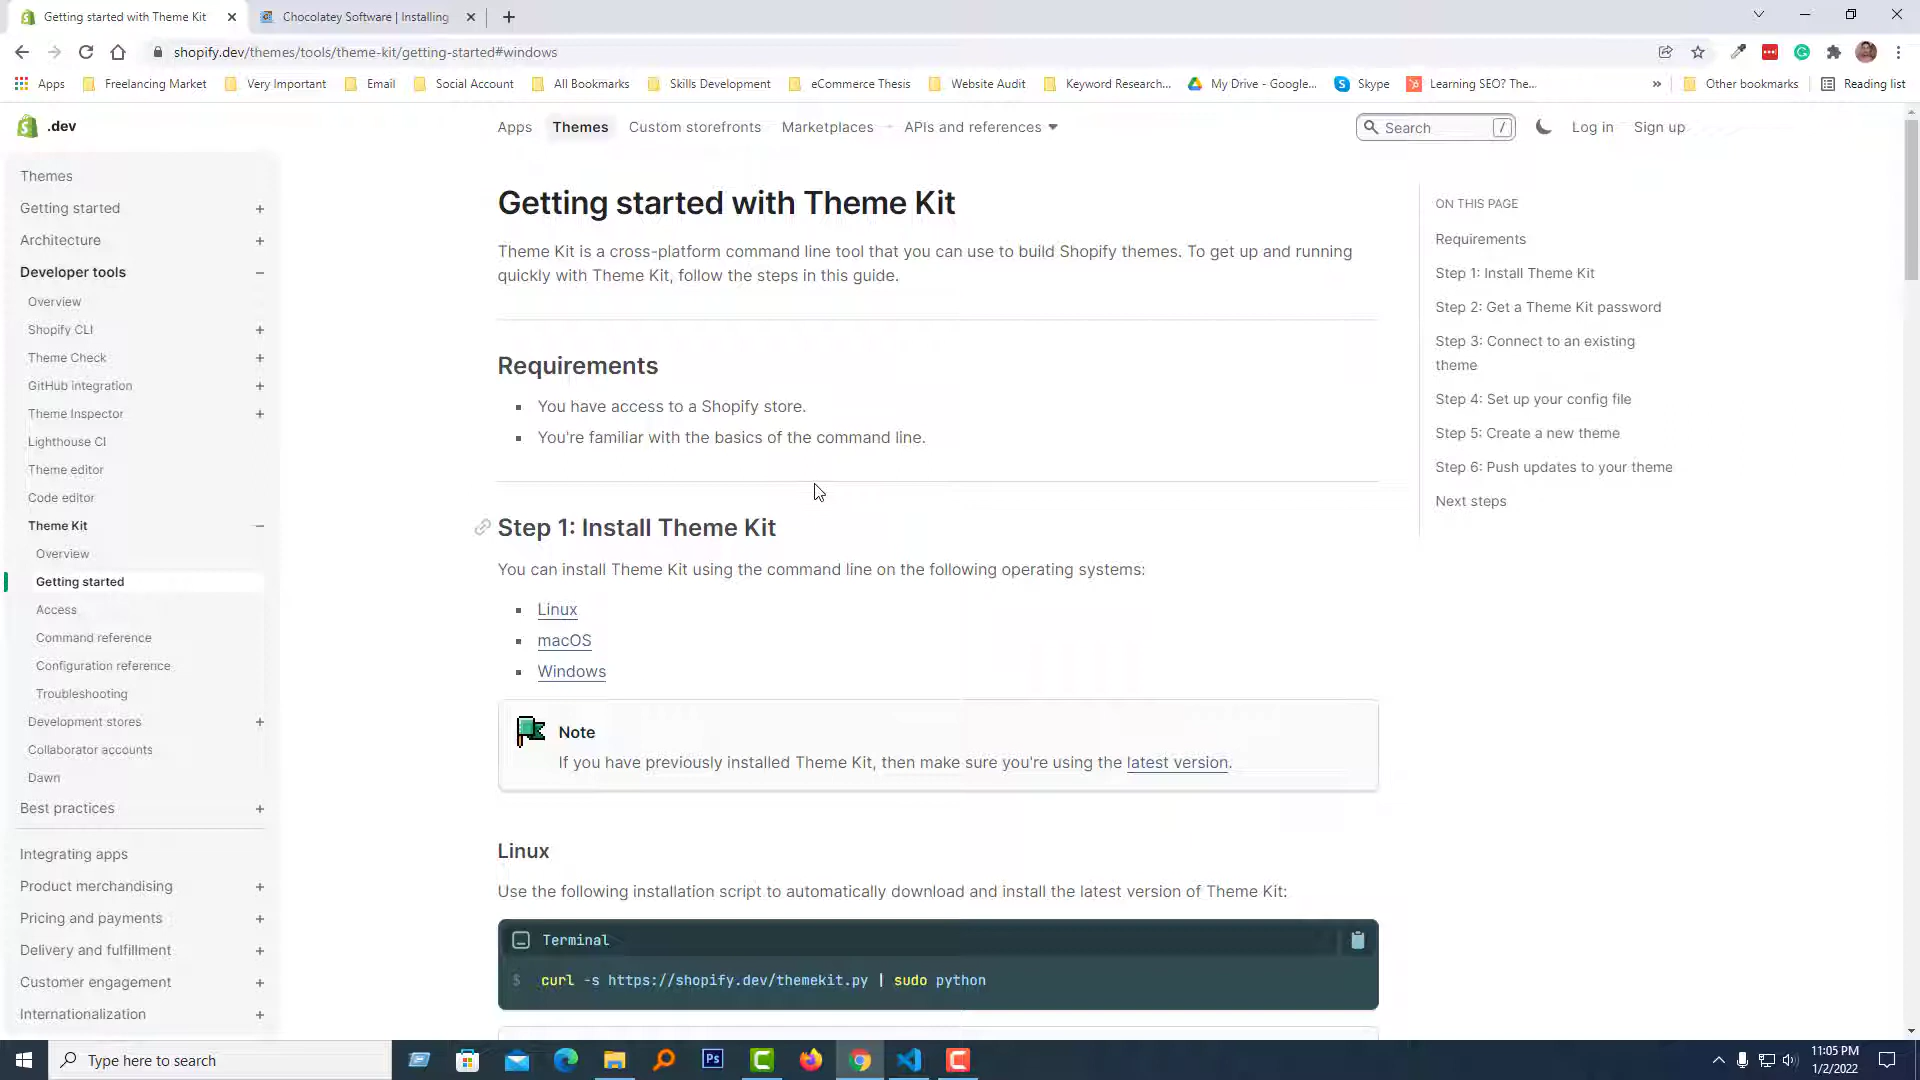 Getting started with Theme Kit
Chocolatey Software | Installing
shopify.dev/themes/tools/theme-kit/getting-started#windows
Apps
Freelancing Market
Very Important
Email
Social Account
All Bookmarks
Skills Development
eCommerce Thesis
Website Audit
Keyword Research...
My Drive - Google...
Skype
Learning SEO? The...
»
Other bookmarks
Reading list
.dev
Apps
Themes
Custom storefronts
Marketplaces
APIs and references
Search
/
Log in
Sign up
Themes
Getting started +
Architecture +
Developer tools −
Overview
Shopify CLI +
Theme Check +
GitHub integration +
Theme Inspector +
Lighthouse CI
Theme editor
Code editor
Theme Kit −
Overview
Getting started
Access
Command reference
Configuration reference
Troubleshooting
Development stores +
Collaborator accounts
Dawn
Best practices +
Integrating apps
Product merchandising +
Pricing and payments +
Delivery and fulfillment +
Customer engagement +
Internationalization +
Getting started with Theme Kit
Theme Kit is a cross-platform command line tool that you can use to build Shopify themes. To get up and running
quickly with Theme Kit, follow the steps in this guide.
Requirements
You have access to a Shopify store.
You're familiar with the basics of the command line.
Step 1: Install Theme Kit
You can install Theme Kit using the command line on the following operating systems:
Linux
macOS
Windows
Note
If you have previously installed Theme Kit, then make sure you're using the latest version.
Linux
Use the following installation script to automatically download and install the latest version of Theme Kit:
Terminal
$ curl -s https://shopify.dev/themekit.py | sudo python
ON THIS PAGE
Requirements
Step 1: Install Theme Kit
Step 2: Get a Theme Kit password
Step 3: Connect to an existing
theme
Step 4: Set up your config file
Step 5: Create a new theme
Step 6: Push updates to your theme
Next steps
Type here to search
Ps
11:05 PM
1/2/2022